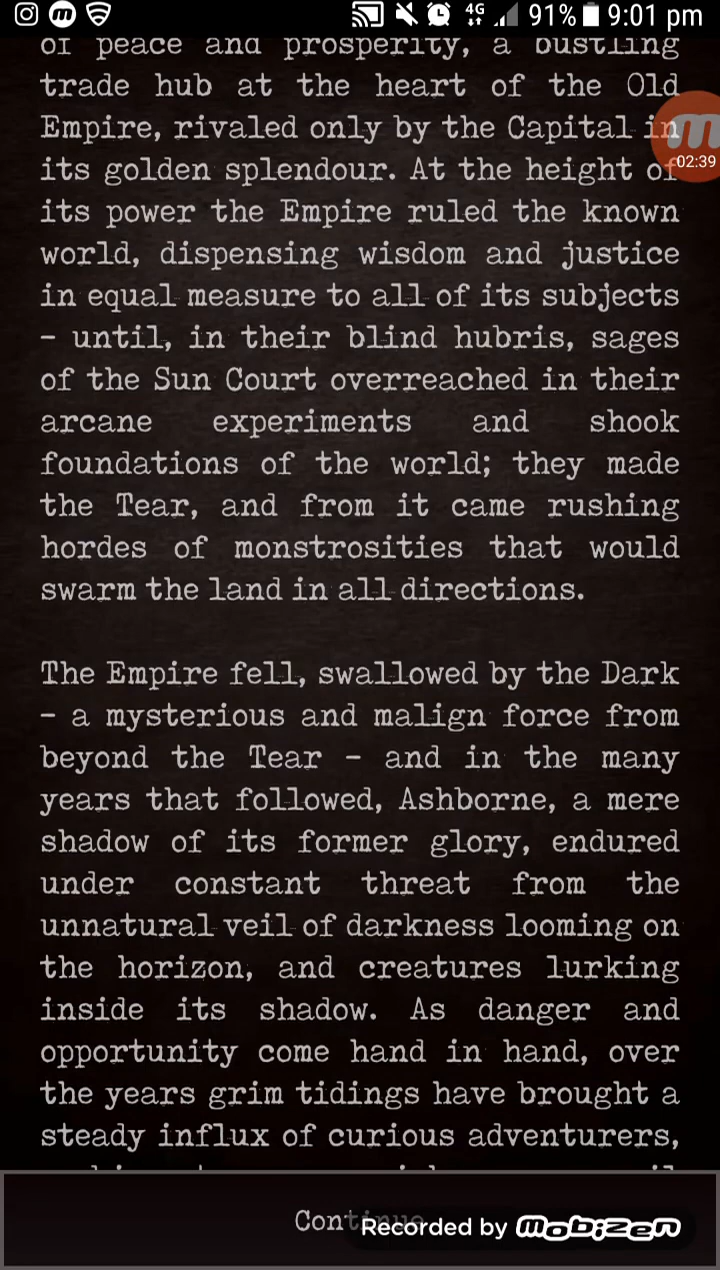 4G 91% 9:01 pm
of peace and prosperity, a bustling
trade hub at the heart of the Old
Empire, rivaled only by the Capital in
02:39
its golden splendour. At the height of
its power the Empire ruled the known
world, dispensing wisdom and justice
in equal measure to all of its subjects
– until, in their blind hubris, sages
of the Sun Court overreached in their
arcane experiments and shook
foundations of the world; they made
the Tear, and from it came rushing
hordes of monstrosities that would
swarm the land in all directions.
The Empire fell, swallowed by the Dark
– a mysterious and malign force from
beyond the Tear – and in the many
years that followed, Ashborne, a mere
shadow of its former glory, endured
under constant threat from the
unnatural veil of darkness looming on
the horizon, and creatures lurking
inside its shadow. As danger and
opportunity come hand in hand, over
the years grim tidings have brought a
steady influx of curious adventurers,
Continue
Recorded by mobizen